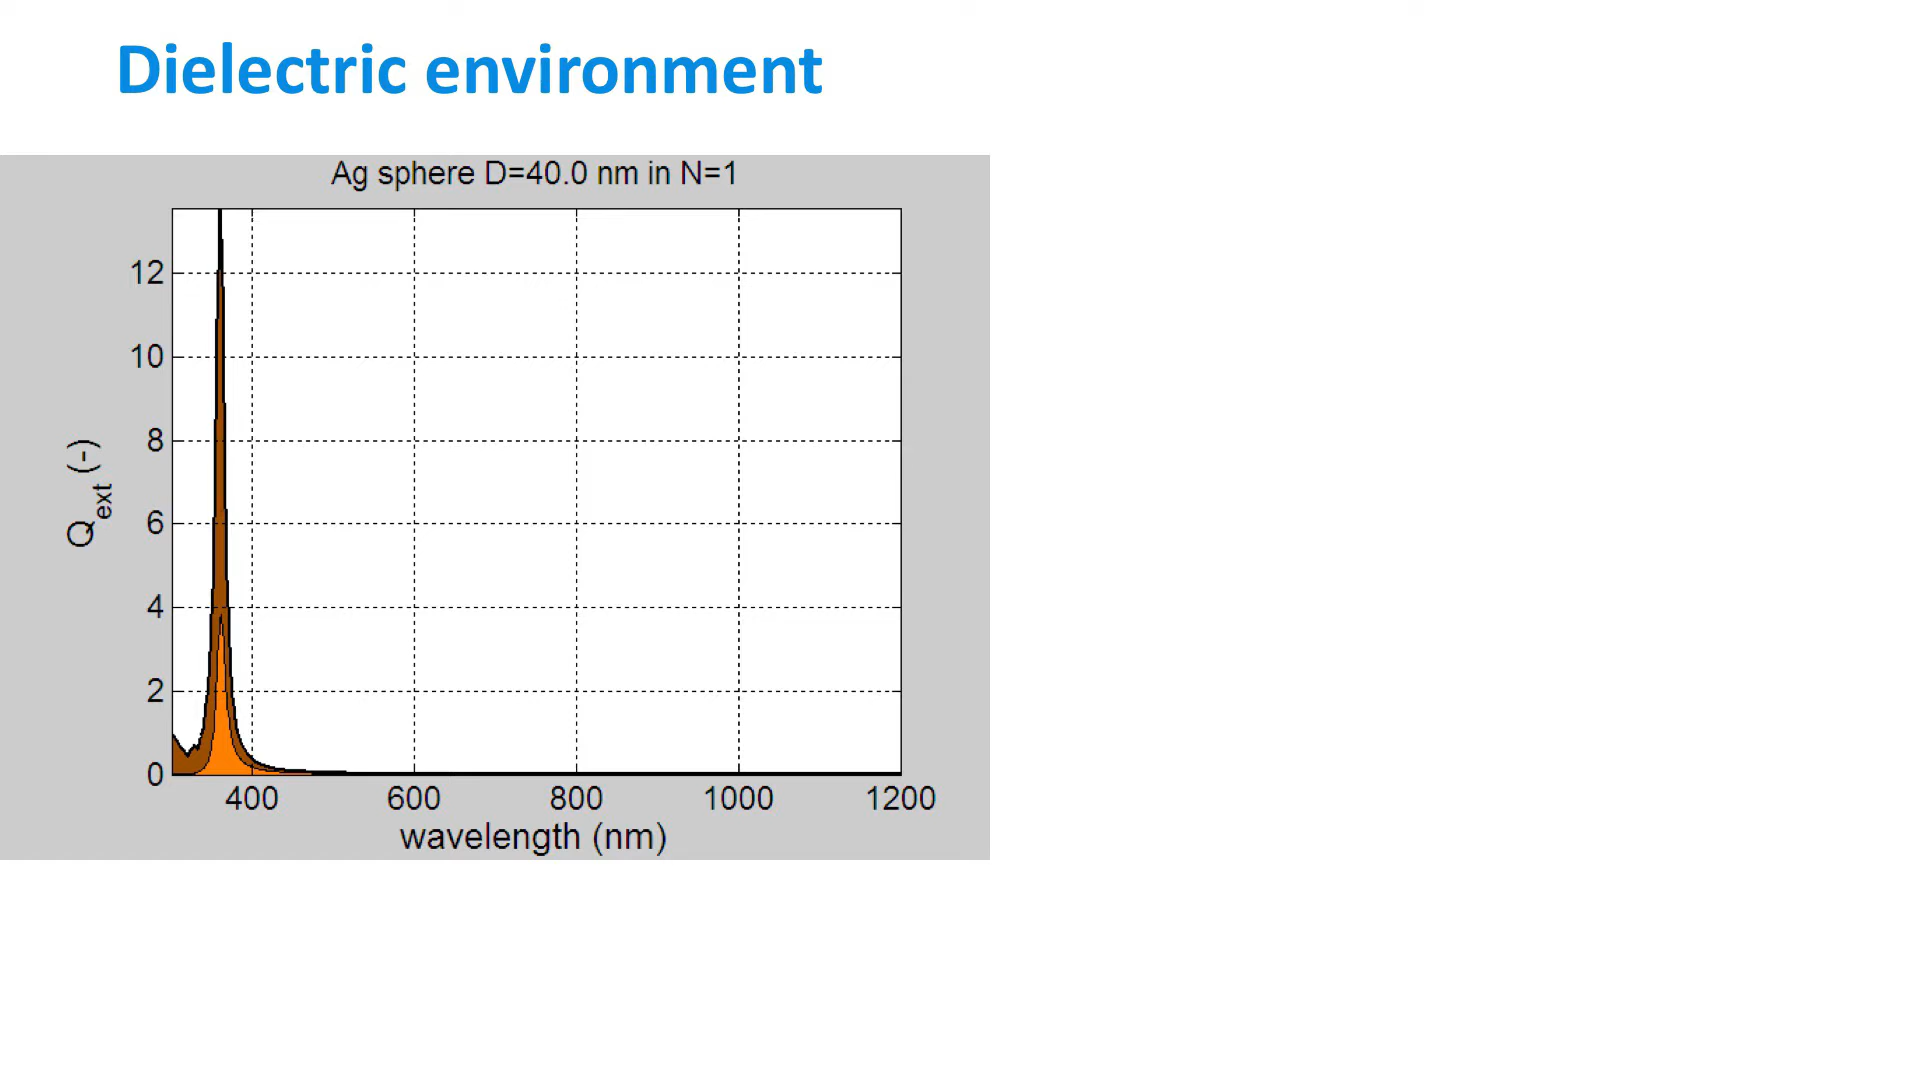 Dielectric environment
Ag sphere D=40.0 nm in N=1
12
10
8
6
4
2
0
Qext (-)
400 600 800 1000 1200
wavelength (nm)